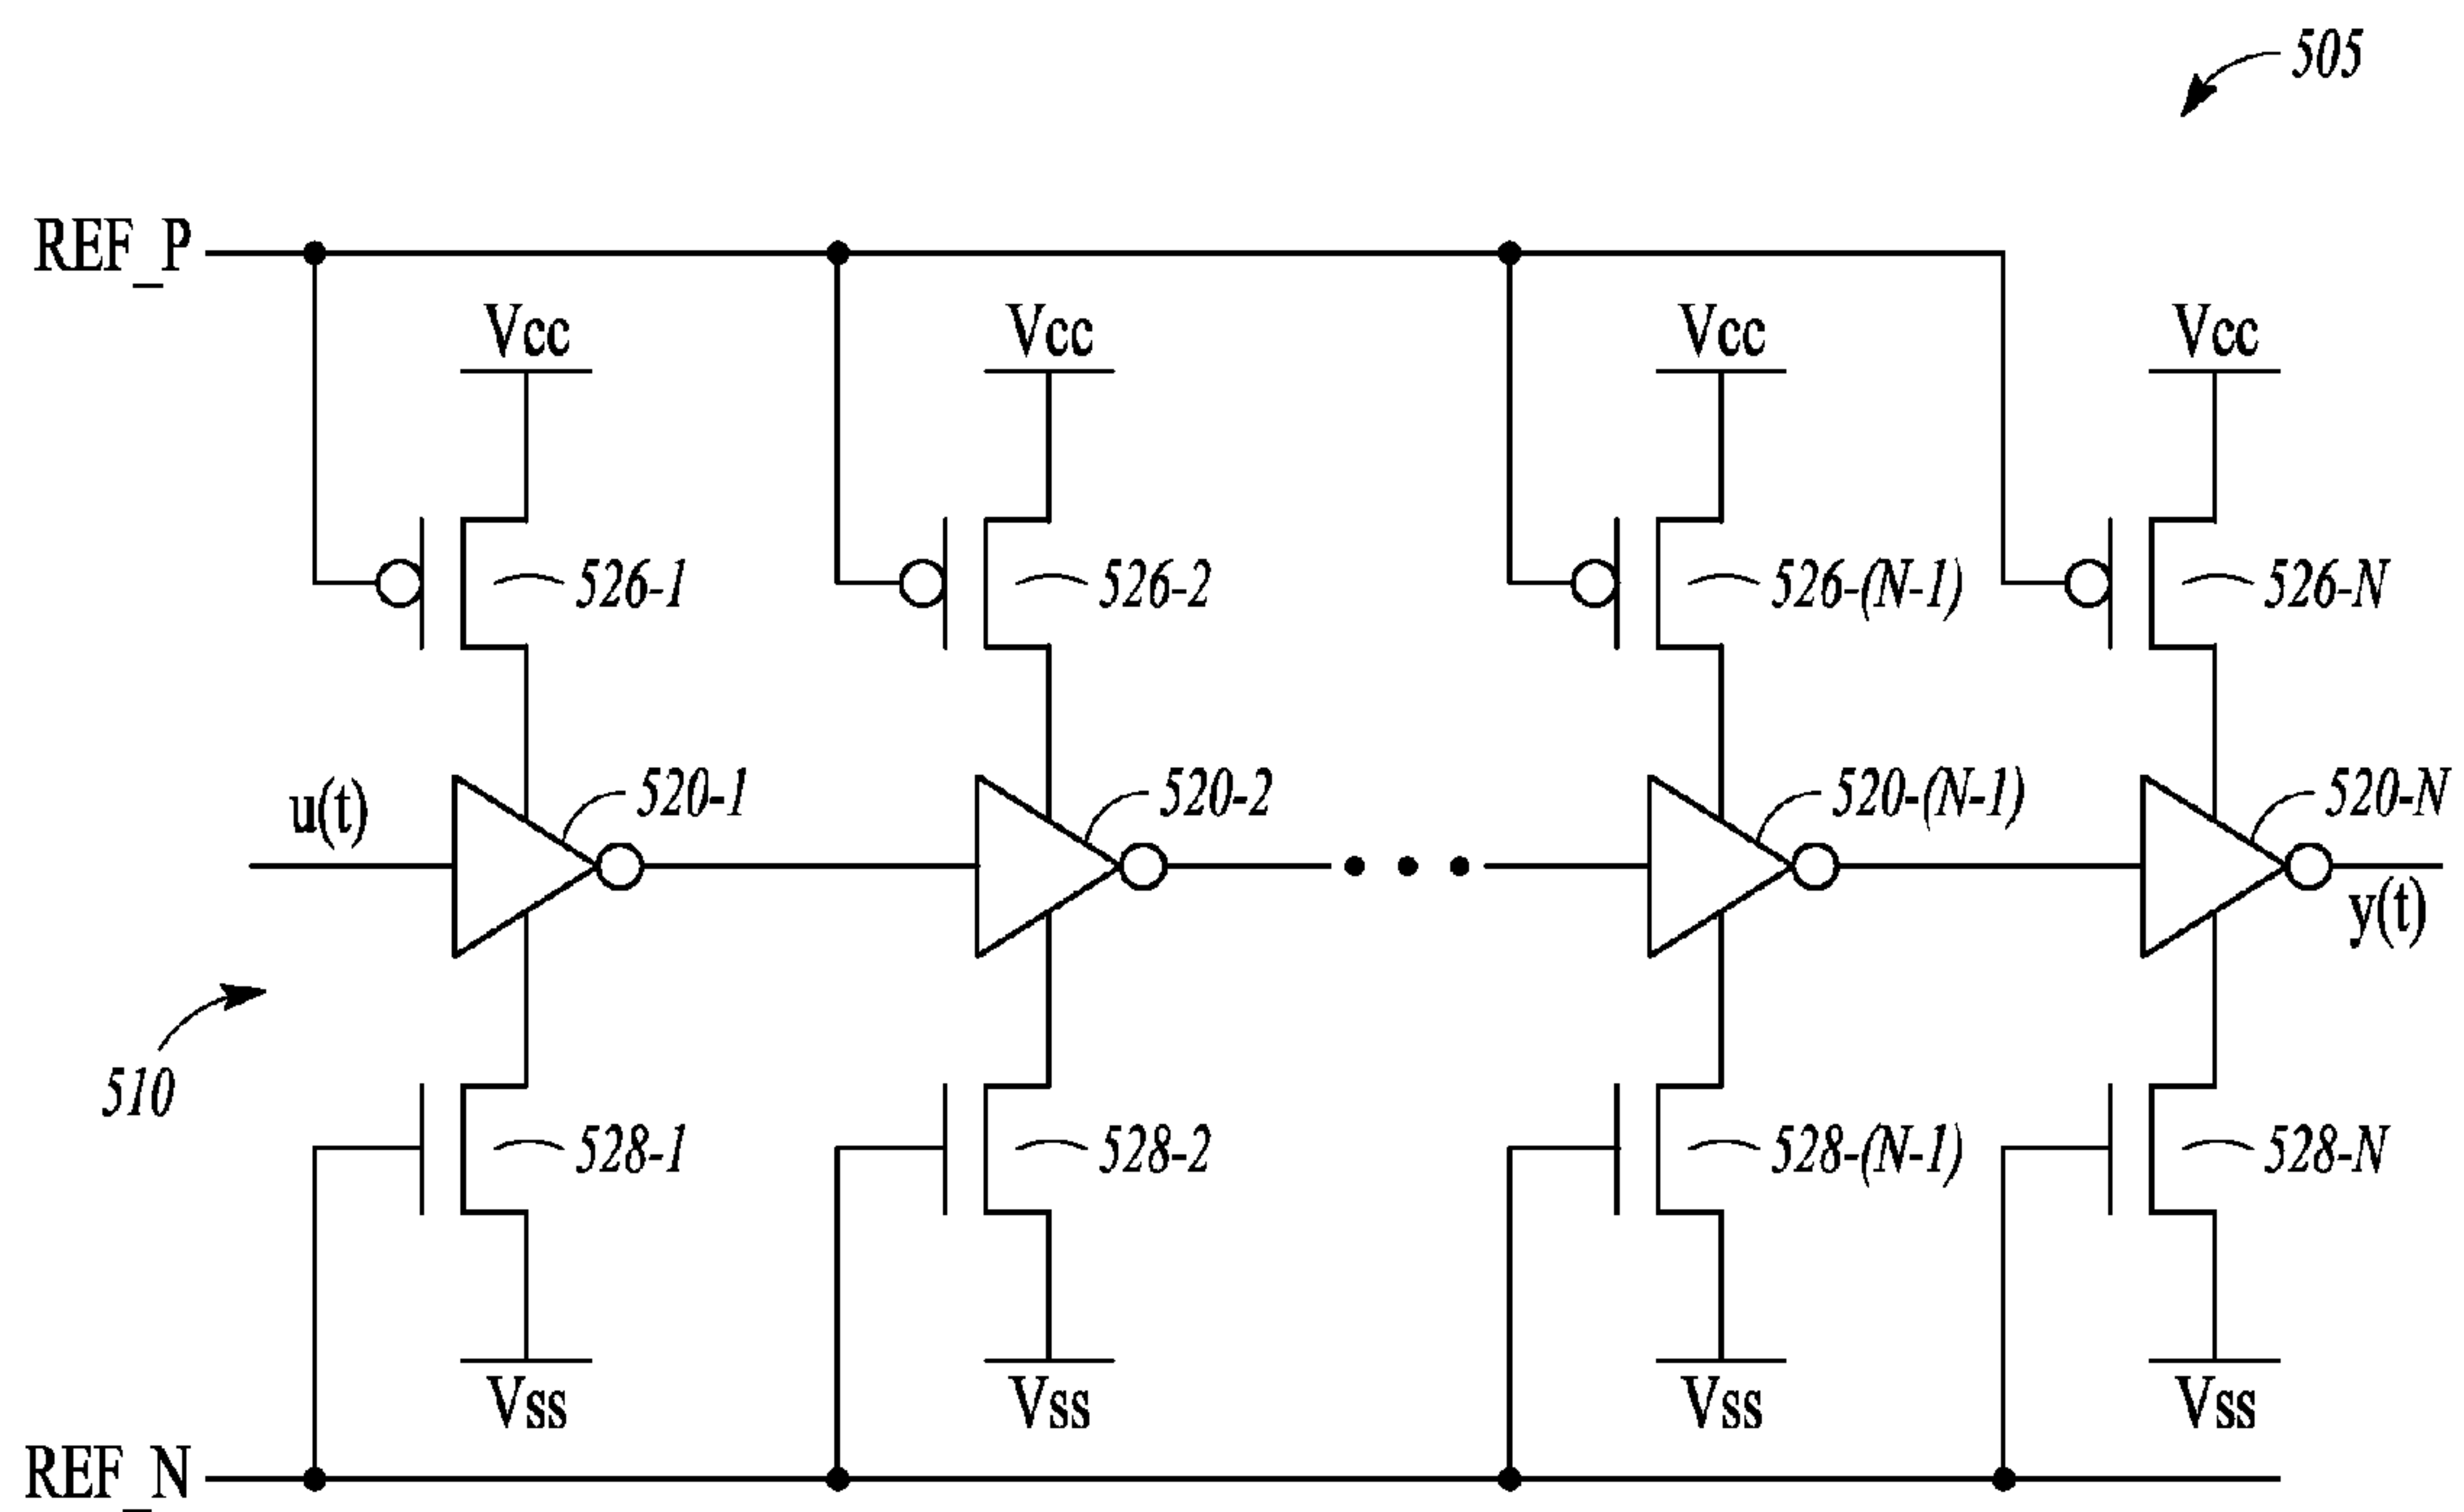 505
REF_P
Vcc Vcc Vcc Vcc
526-1 526-2 526-(N-1) 526-N
520-1 520-2 520-(N-1) 520-N
u(t)
y(t)
510
528-1 528-2 528-(N-1) 528-N
Vss Vss Vss Vss
REF_N